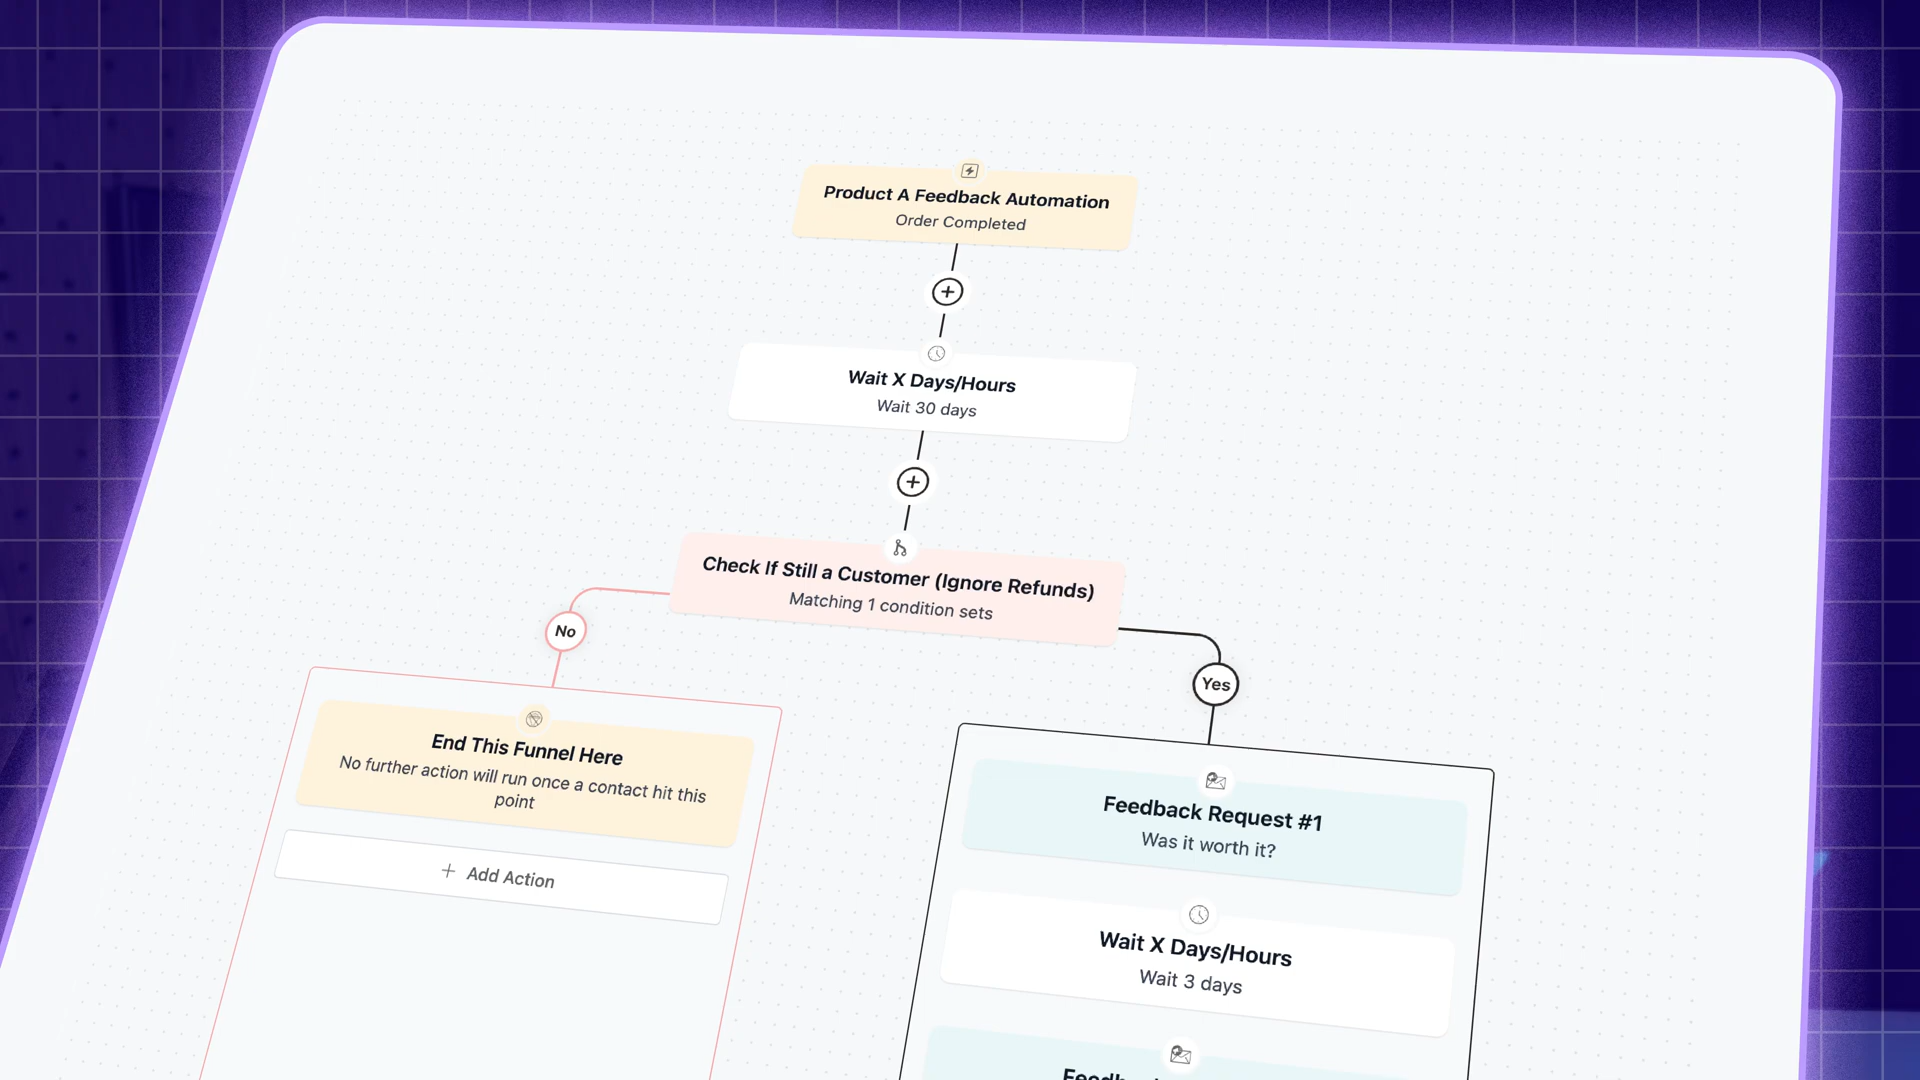 Product A Feedback Automation
Order Completed
Wait X Days/Hours
Wait 30 days
Check If Still a Customer (Ignore Refunds)
Matching 1 condition sets
No
Yes
End This Funnel Here
No further action will run once a contact hit this
point
+ Add Action
Feedback Request #1
Was it worth it?
Wait X Days/Hours
Wait 3 days